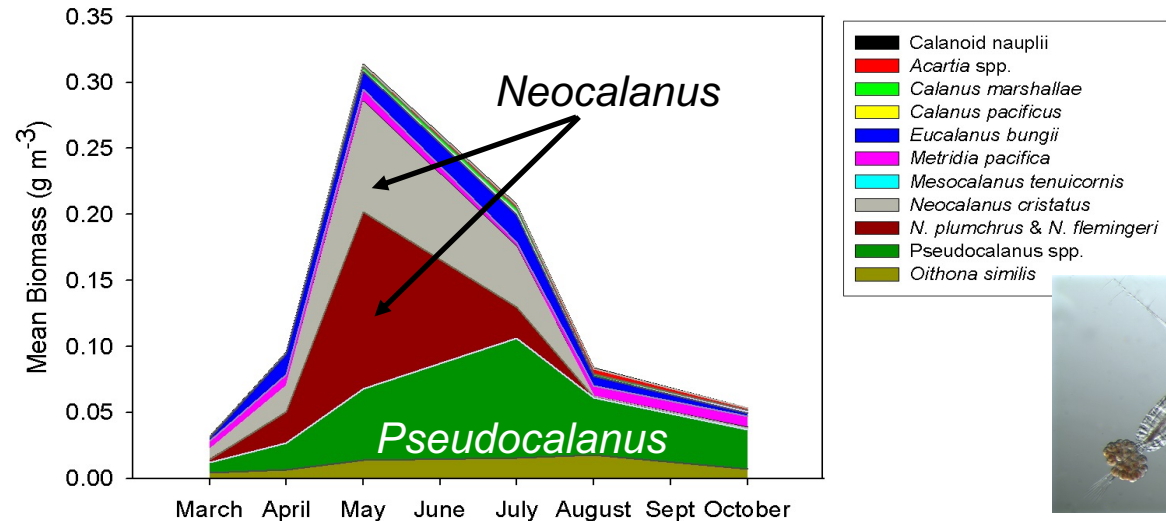 0.35
0.30
0.25
0.20
0.15
0.10
0.05
0.00
Mean Biomass (g m-3)
Neocalanus
Pseudocalanus
March April May June July August Sept October
Calanoid nauplii
Acartia spp.
Calanus marshallae
Calanus pacificus
Eucalanus bungii
Metridia pacifica
Mesocalanus tenuicornis
Neocalanus cristatus
N. plumchrus & N. flemingeri
Pseudocalanus spp.
Oithona similis